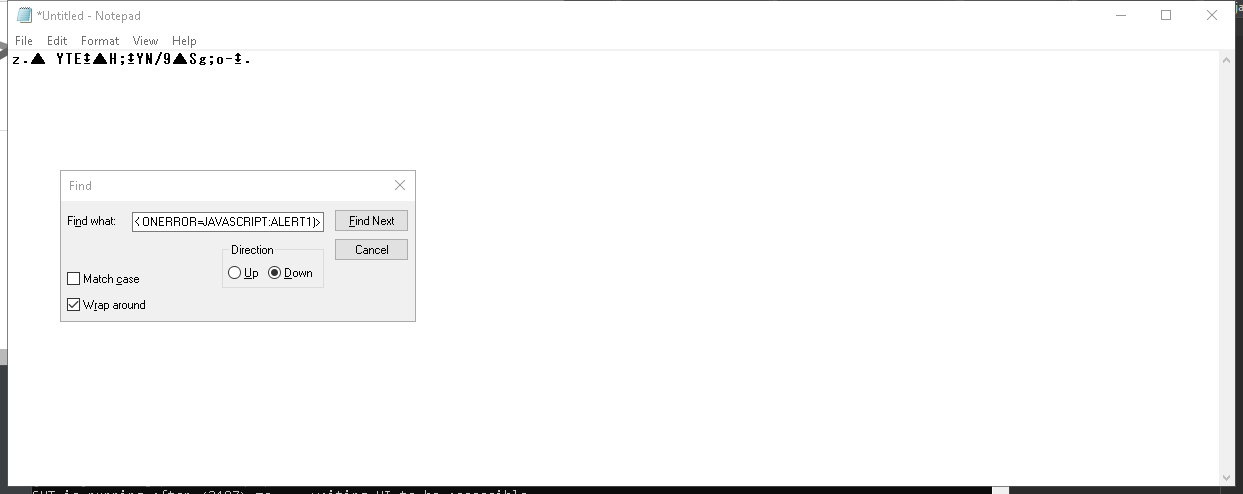 *Untitled - Notepad
File Edit Format View Help
z.▲ YTE‡▲H;‡YN/9▲Sg;o-‡.
Find
Find what: < ONERROR=JAVASCRIPT:ALERT1)> Find Next
Direction Cancel
Up Down
Match case
Wrap around